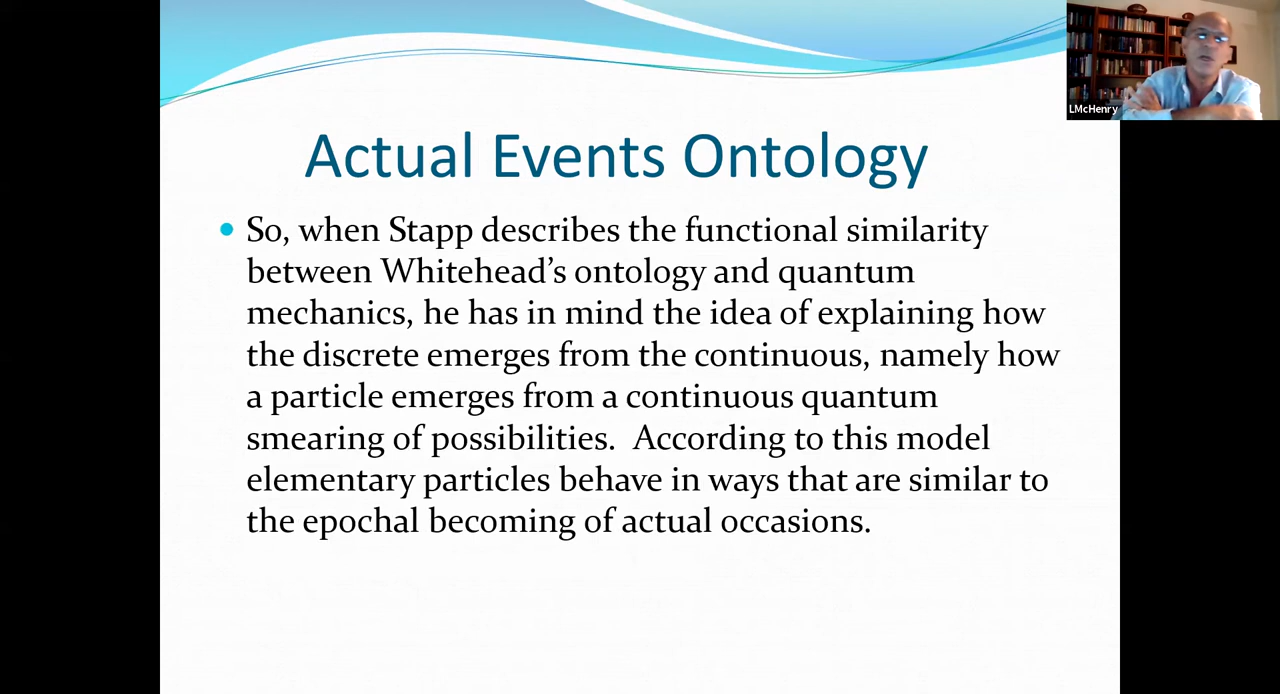 LMcHenry
Actual Events Ontology
So, when Stapp describes the functional similarity
between Whitehead’s ontology and quantum
mechanics, he has in mind the idea of explaining how
the discrete emerges from the continuous, namely how
a particle emerges from a continuous quantum
smearing of possibilities.  According to this model
elementary particles behave in ways that are similar to
the epochal becoming of actual occasions.